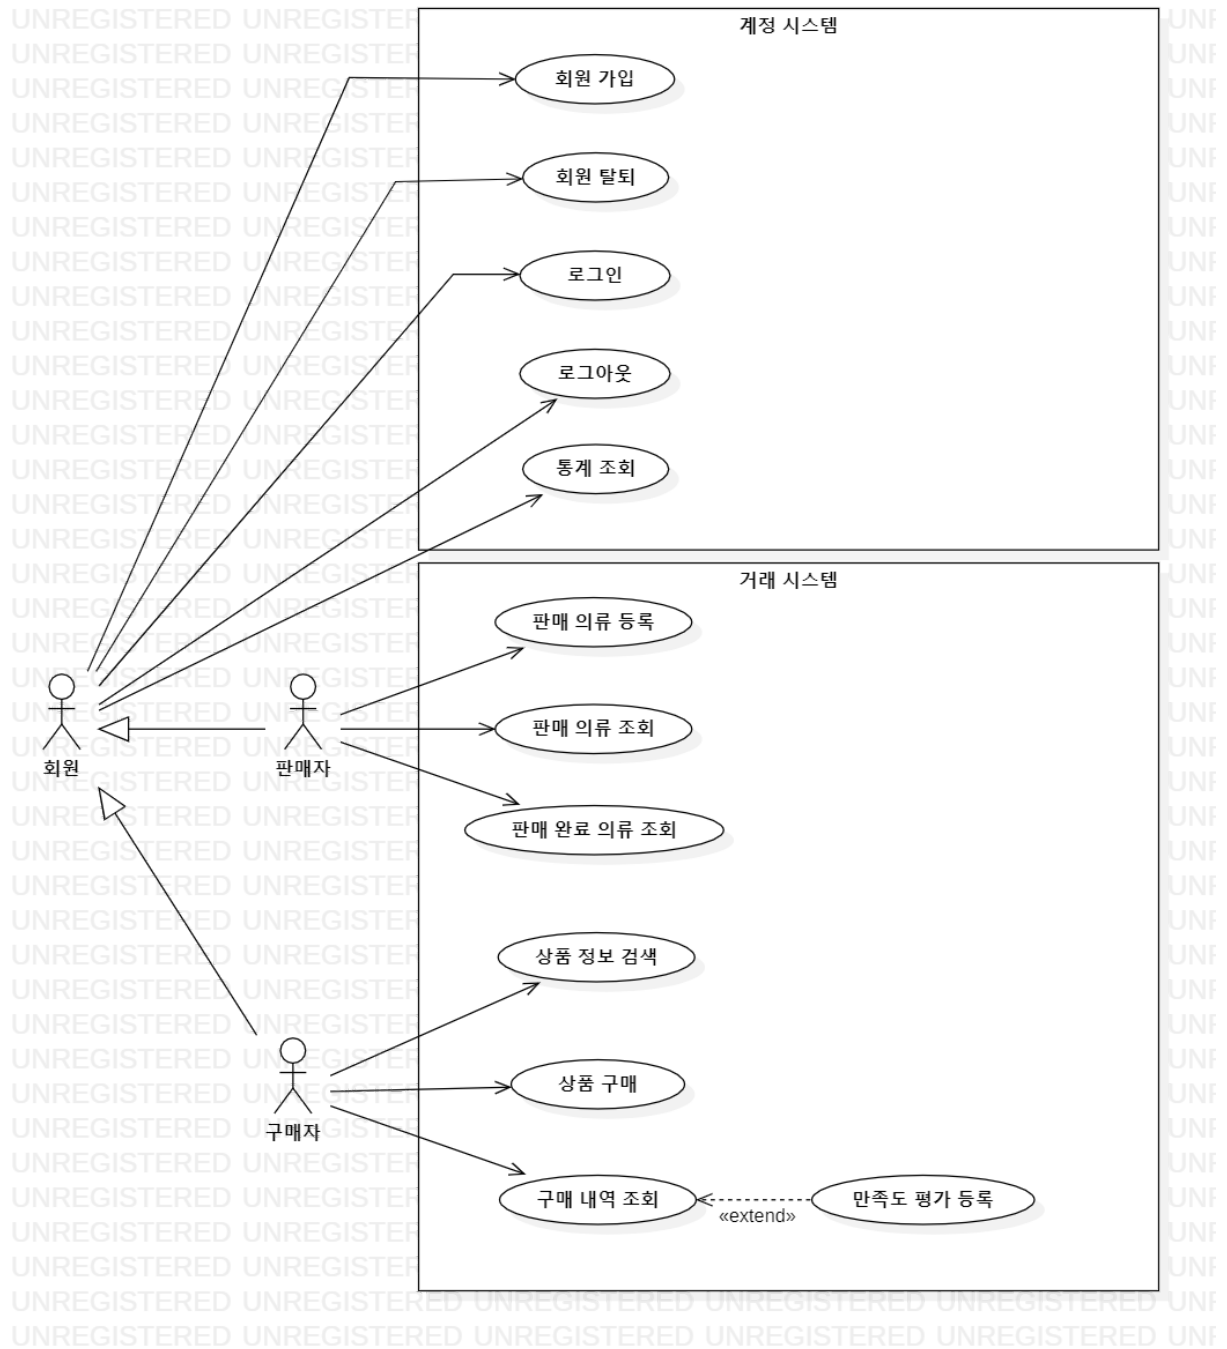 계정 시스템
회원 가입
회원 탈퇴
로그인
로그아웃
통계 조회
거래 시스템
판매 의류 등록
판매 의류 조회
회원
판매자
판매 완료 의류 조회
상품 정보 검색
상품 구매
구매자
구매 내역 조회
«extend»
만족도 평가 등록
UNREGISTERED UNREGISTERED UNREGISTERED UNREGISTERED UNREGISTERED